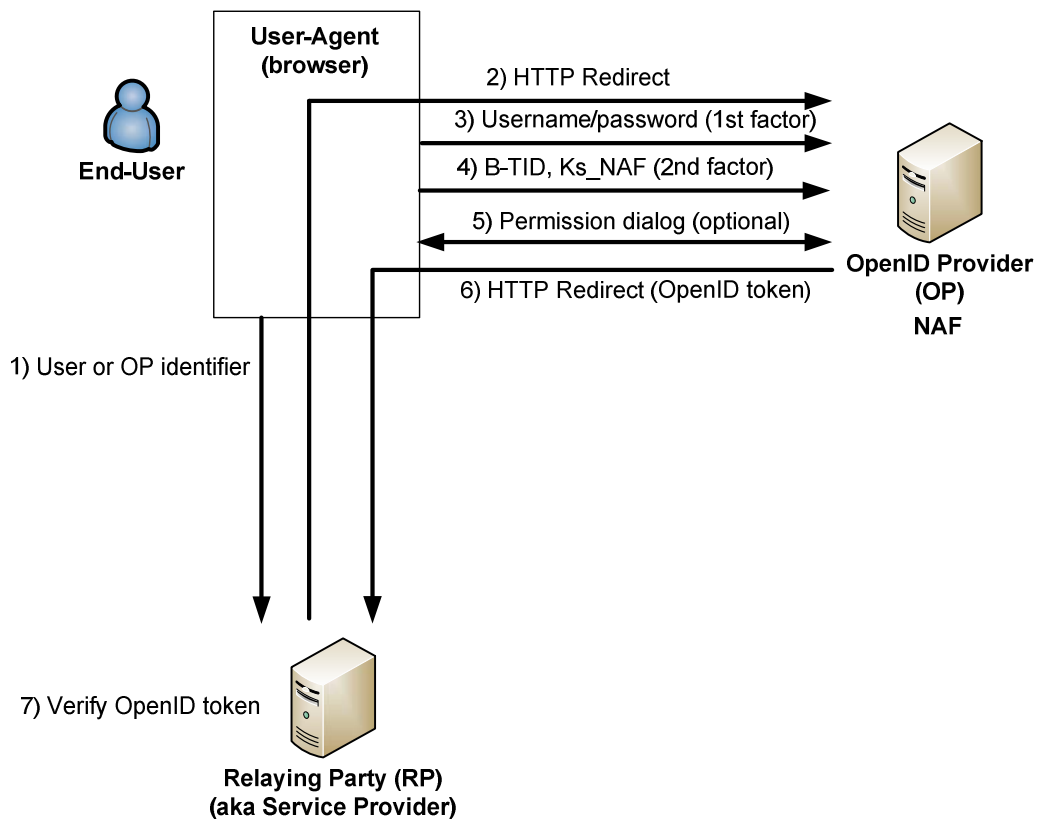 User-Agent
(browser)
End-User
2) HTTP Redirect
3) Username/password (1st factor)
4) B-TID, Ks_NAF (2nd factor)
5) Permission dialog (optional)
6) HTTP Redirect (OpenID token)
OpenID Provider
(OP)
NAF
1) User or OP identifier
7) Verify OpenID token
Relaying Party (RP)
(aka Service Provider)